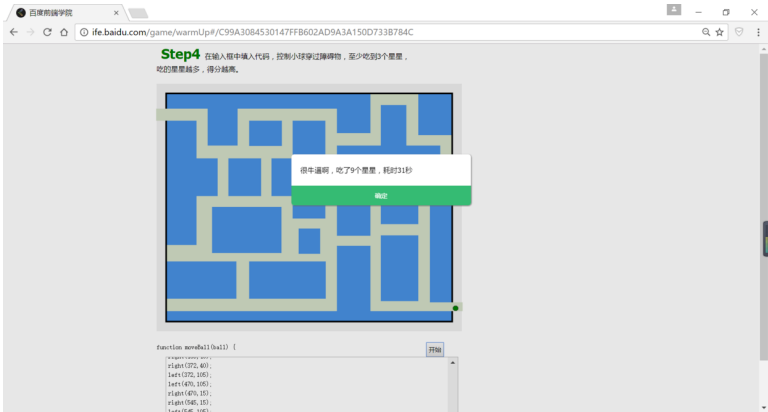 百度前端学院
ife.baidu.com/game/warmUp#/C99A3084530147FFB602AD9A3A150D733B784C
Step4 在输入框中填入代码，控制小球穿过障碍物，至少吃到3个星星，
吃的星星越多，得分越高。
很牛逼啊，吃了9个星星，耗时31秒
确定
function moveBall(ball) {
开始
right(372,40);
left(372,105);
left(470,105);
right(470,15);
right(545,15);
left(545,105);